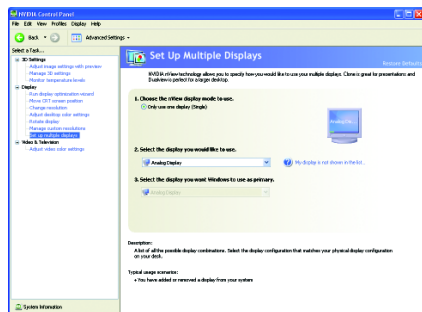 NVIDIA Control Panel
File Edit View Profiles Display Help
Back
Advanced Settings
Select a Task...
3D Settings
Adjust image settings with preview
Manage 3D settings
Monitor temperature levels
Display
Run display optimization wizard
Move CRT screen position
Change resolution
Adjust desktop color settings
Rotate display
Manage custom resolutions
Set up multiple displays
Video & Television
Adjust video color settings
System Information
Set Up Multiple Displays
Restore Defaults
NVIDIA nView technology allows you to specify how you would like to use your multiple displays. Clone is great for presentations and
Dualview is perfect for a larger desktop.
1. Choose the nView display mode to use.
Only use one display (Single)
2. Select the display you would like to use.
Analog Display
My display is not shown in the list...
3. Select the display you want Windows to use as primary.
Analog Display
Description:
A list of all the possible display combinations. Select the display configuration that matches your physical display configuration
on your desk.
Typical usage scenarios:
• You have added or removed a display from your system